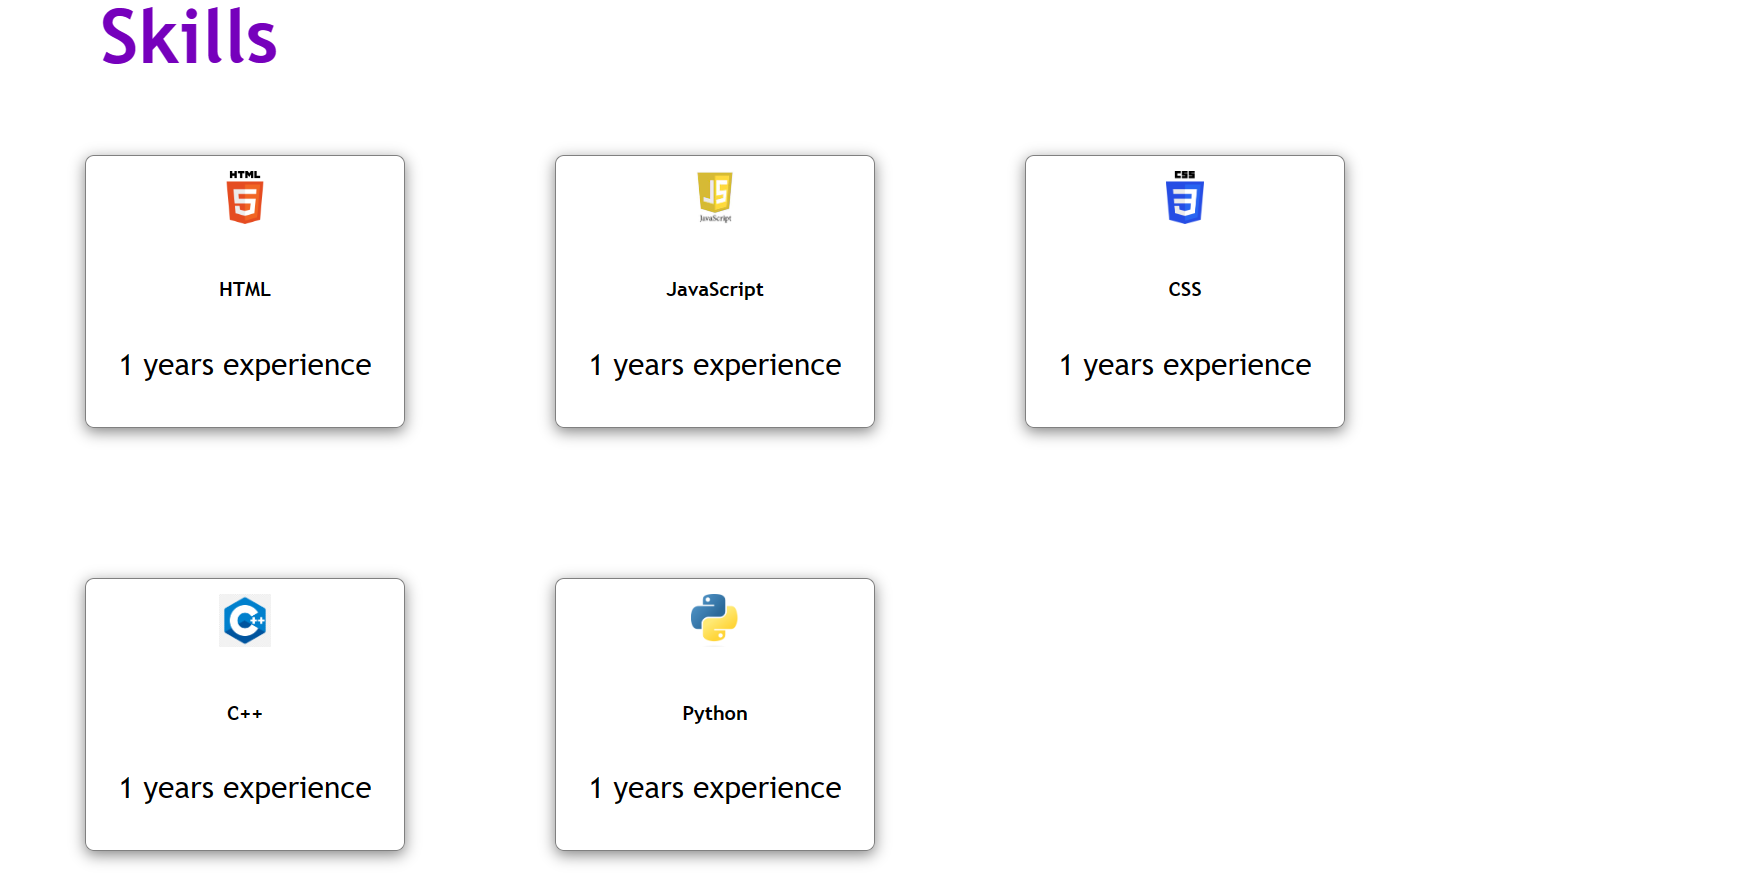 Skills
HTML
5
HTML
1 years experience
JS
JavaScript
JavaScript
1 years experience
CSS
3
CSS
1 years experience
C++
C++
1 years experience
Python
1 years experience